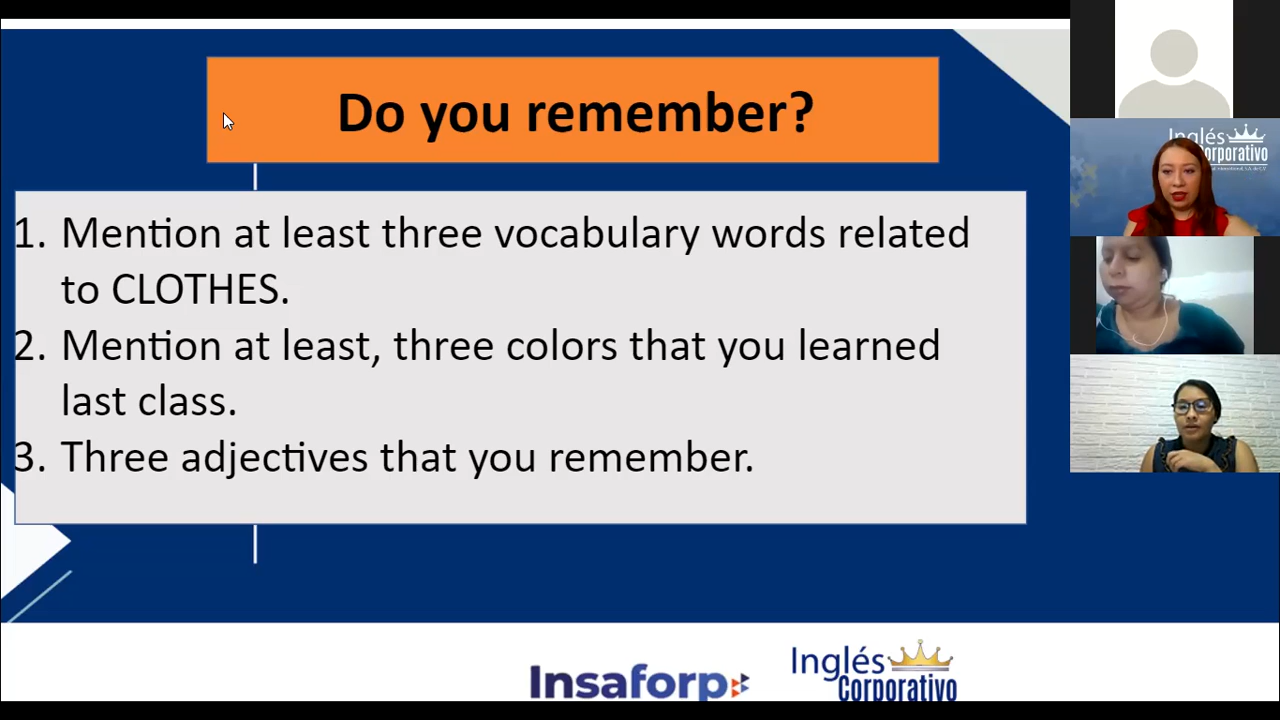 Do you remember?
1. Mention at least three vocabulary words related
to CLOTHES.
2. Mention at least, three colors that you learned
last class.
3. Three adjectives that you remember.
Insaforp
Inglés
Corporativo
Inglés
Corporativo